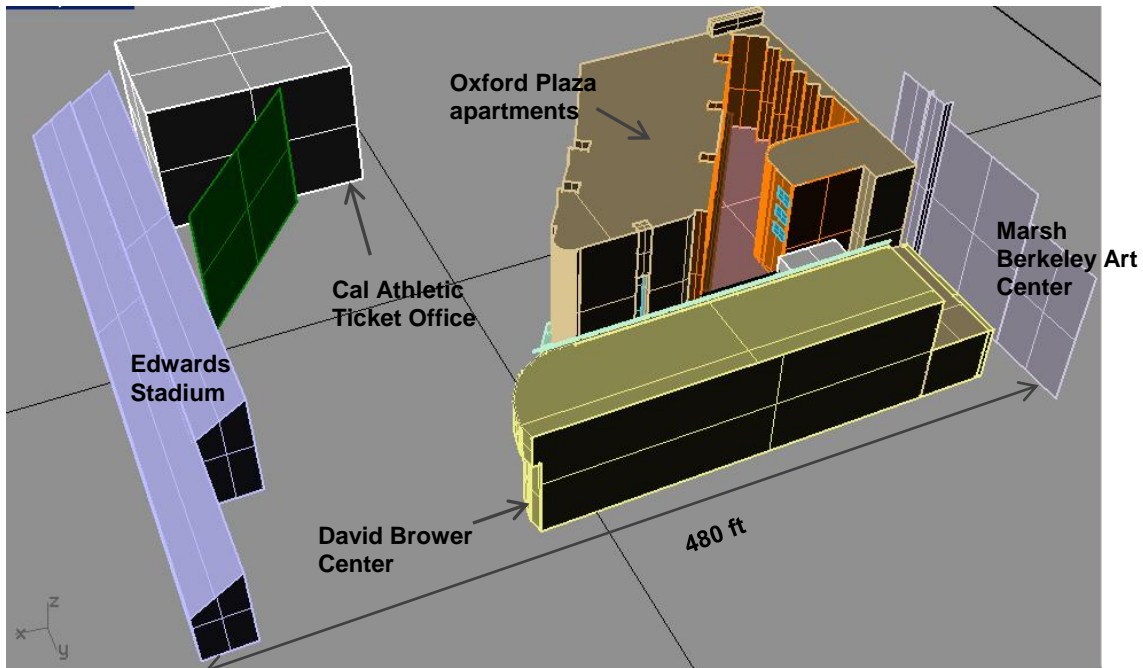 Oxford Plaza
apartments
Marsh
Berkeley Art
Center
Cal Athletic
Ticket Office
Edwards
Stadium
480 ft
David Brower
Center
z
x
y